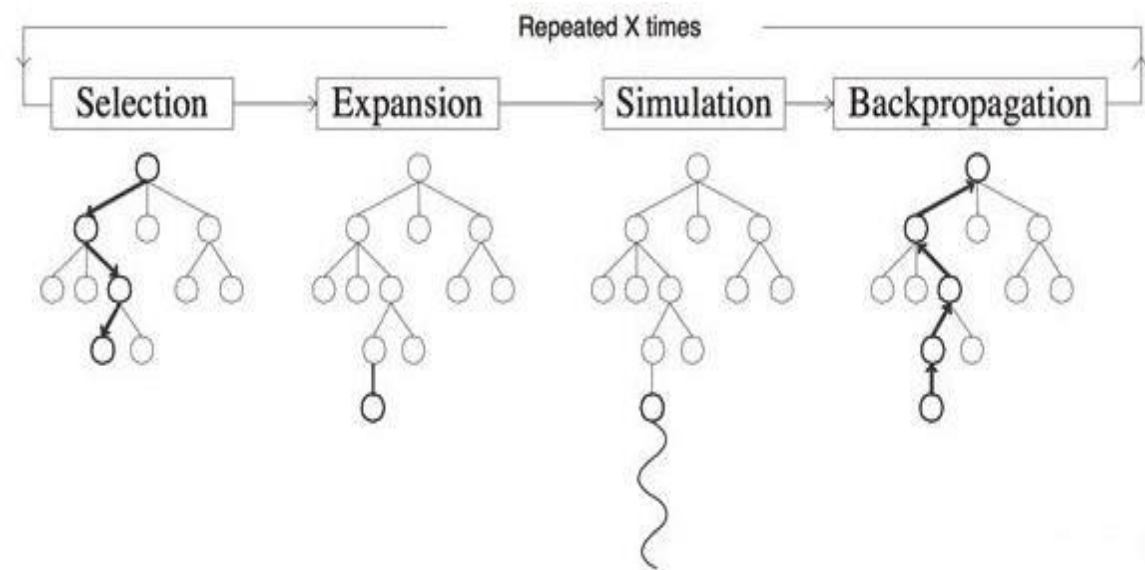 Repeated X times
Selection
Expansion
Simulation
Backpropagation